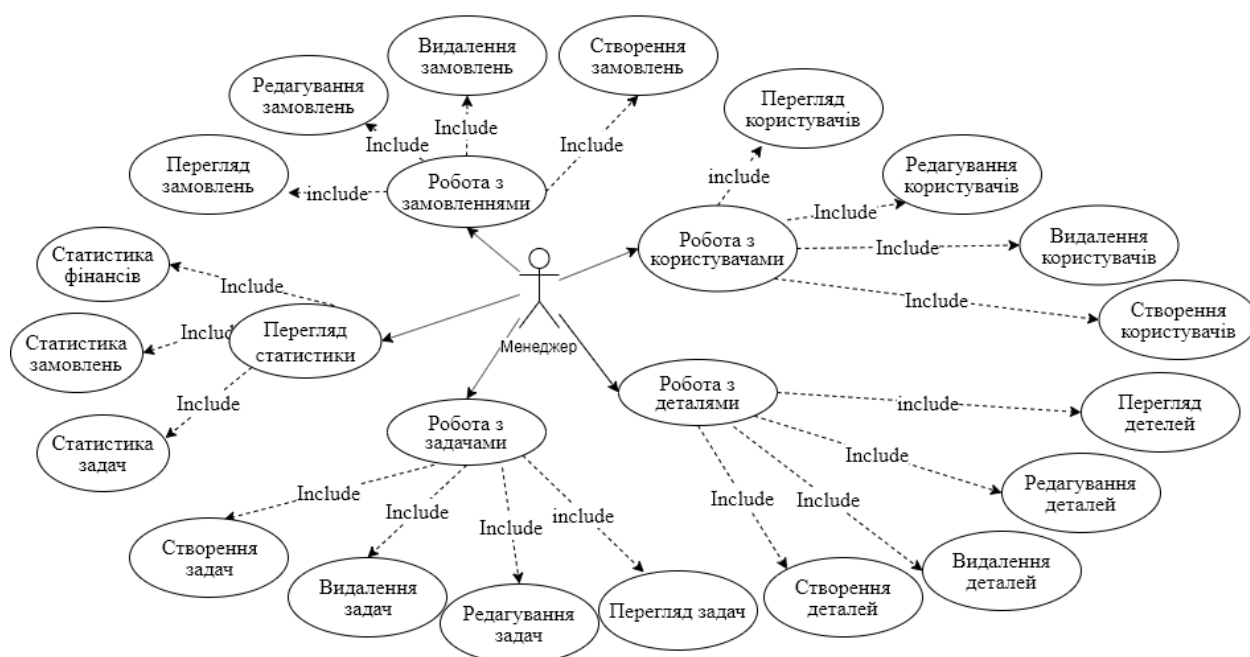 Видалення
замовлень
Створення
замовлень
Редагування
замовлень
Include
Include
Include
Перегляд
замовлень
include
Робота з
замовленнями
Перегляд
користувачів
include
Редагування
користувачів
Include
Робота з
користувачами
Include
Видалення
користувачів
Include
Створення
користувачів
Статистика
фінансів
Include
Перегляд
статистики
Include
Статистика
замовлень
Include
Статистика
задач
Менеджер
Робота з
деталями
include
Перегляд
детелей
Include
Редагування
деталей
Include
Видалення
деталей
Include
Створення
деталей
Робота з
задачами
Include
Створення
задач
Include
Видалення
задач
Include
Редагування
задач
include
Перегляд задач